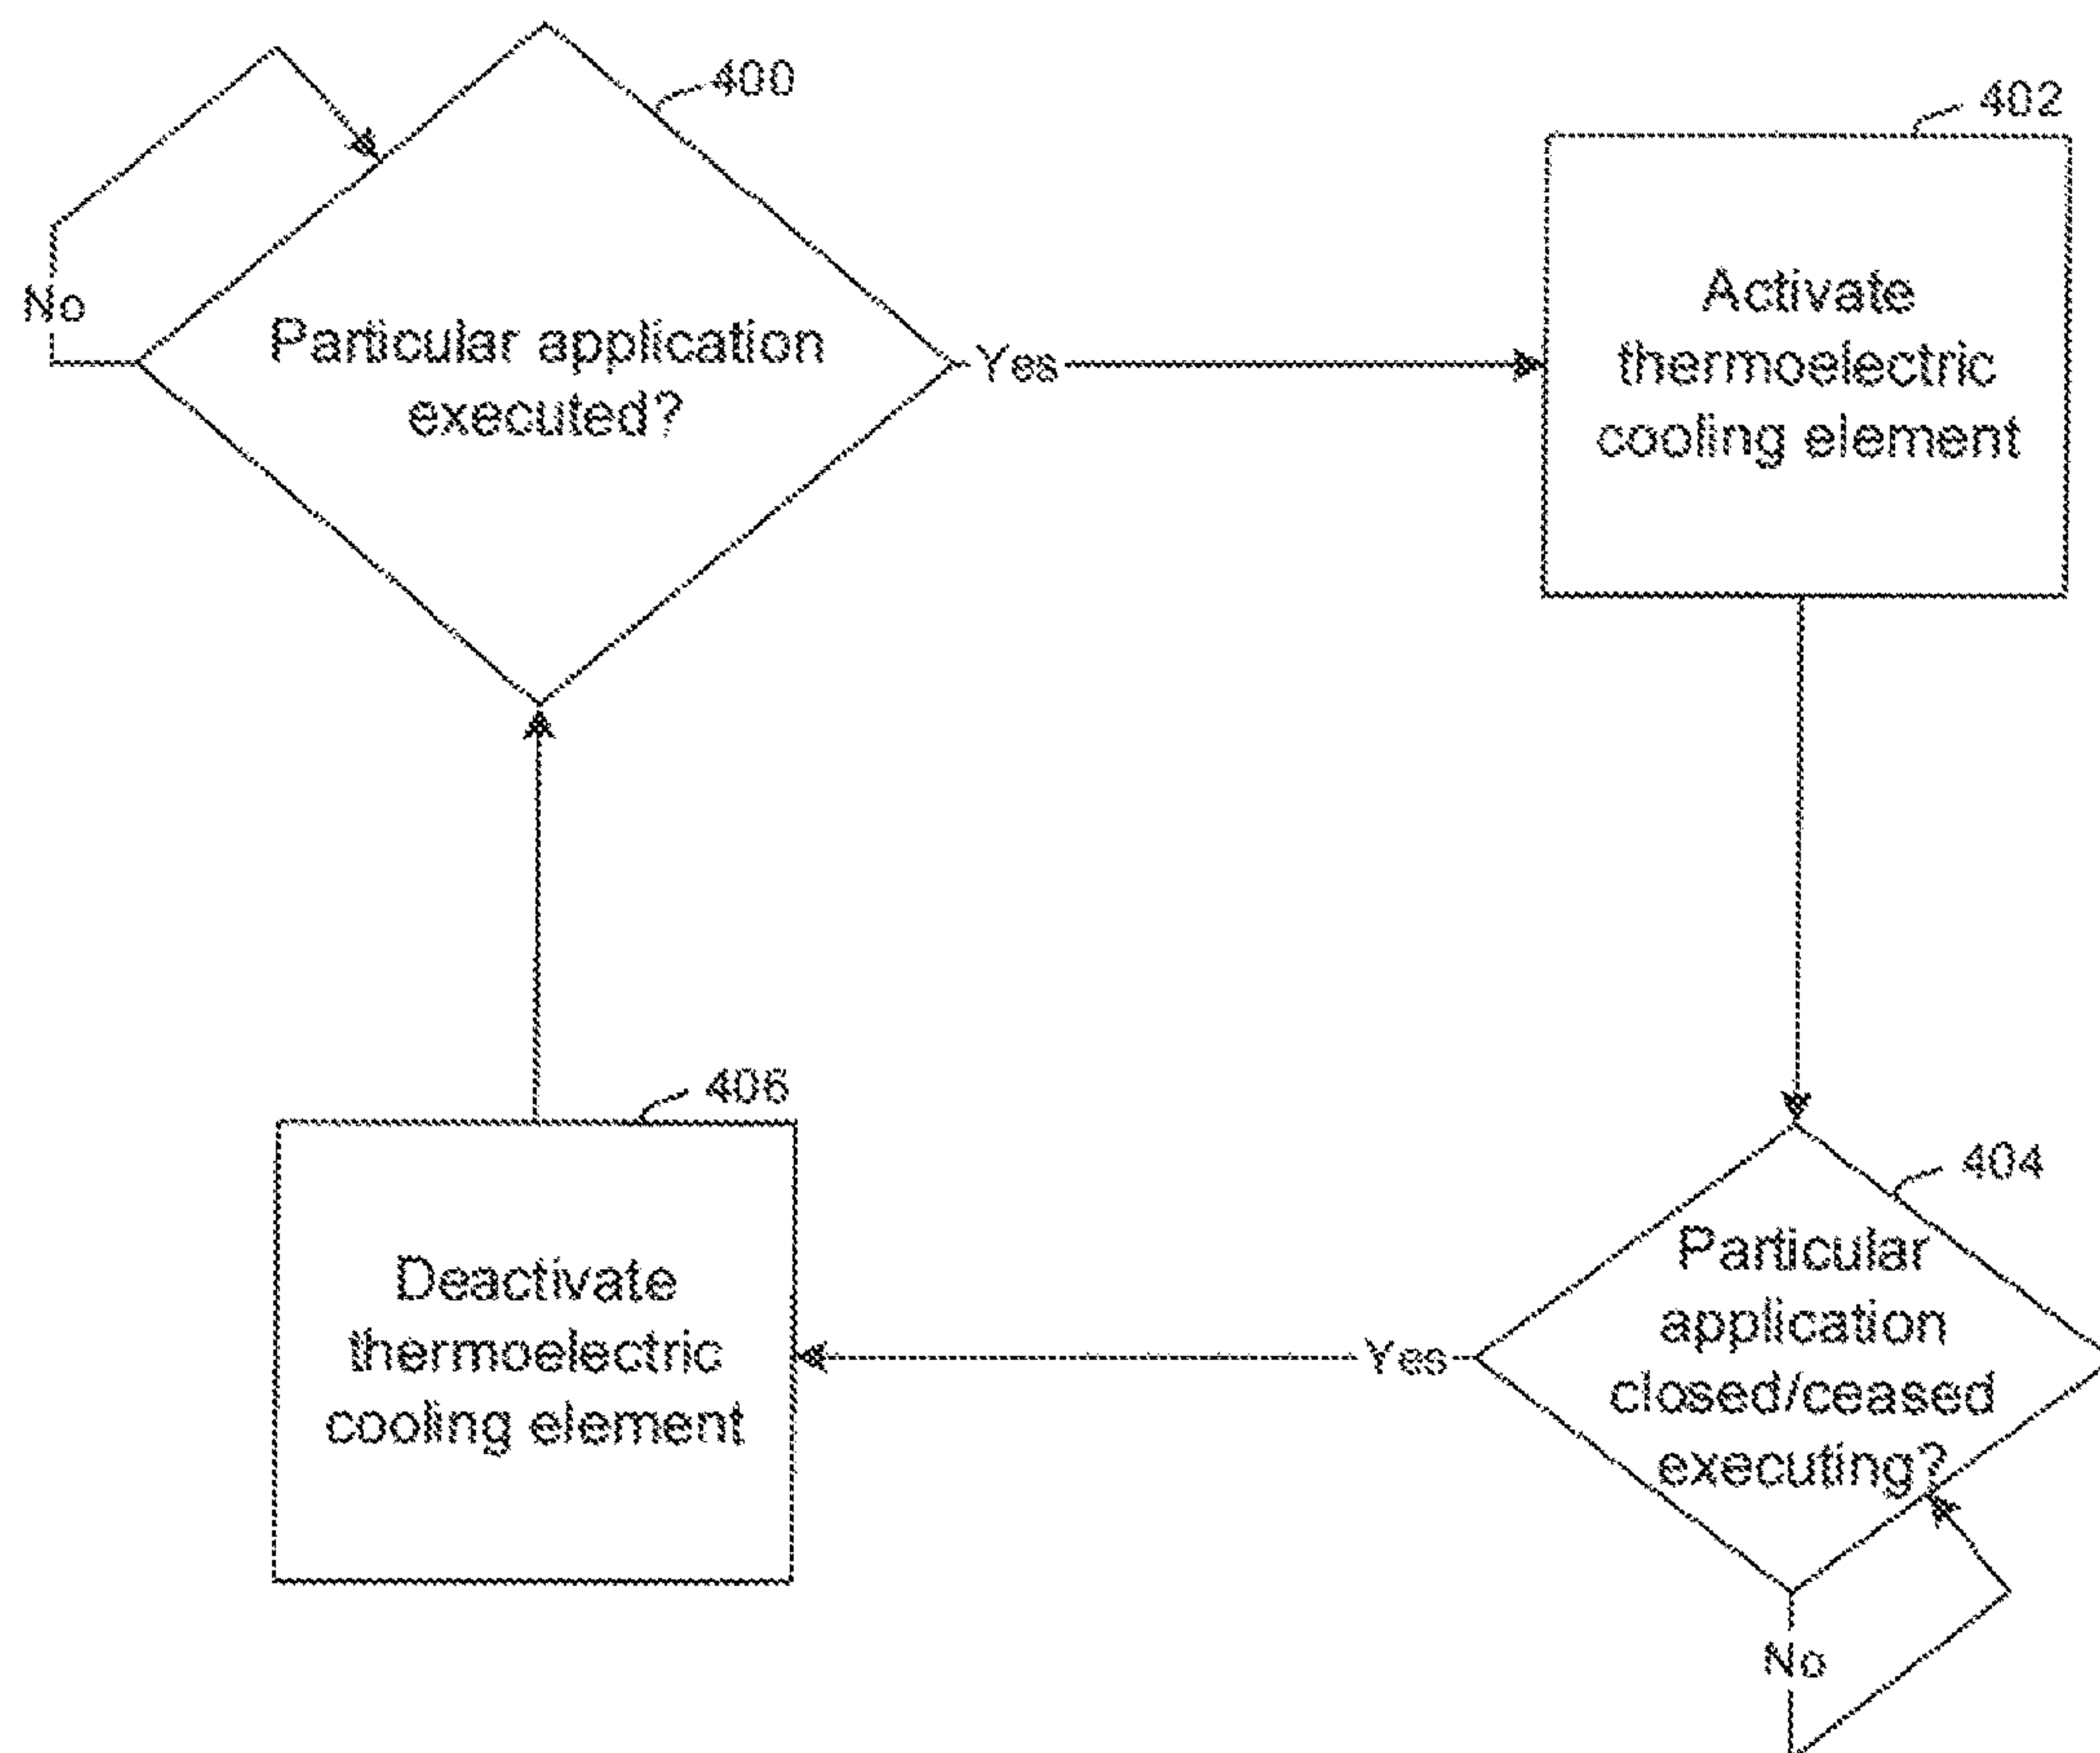 400
Particular application
executed?
No
Yes
402
Activate
thermoelectric
cooling element
404
Particular
application
closed/ceased
executing?
No
Yes
406
Deactivate
thermoelectric
cooling element